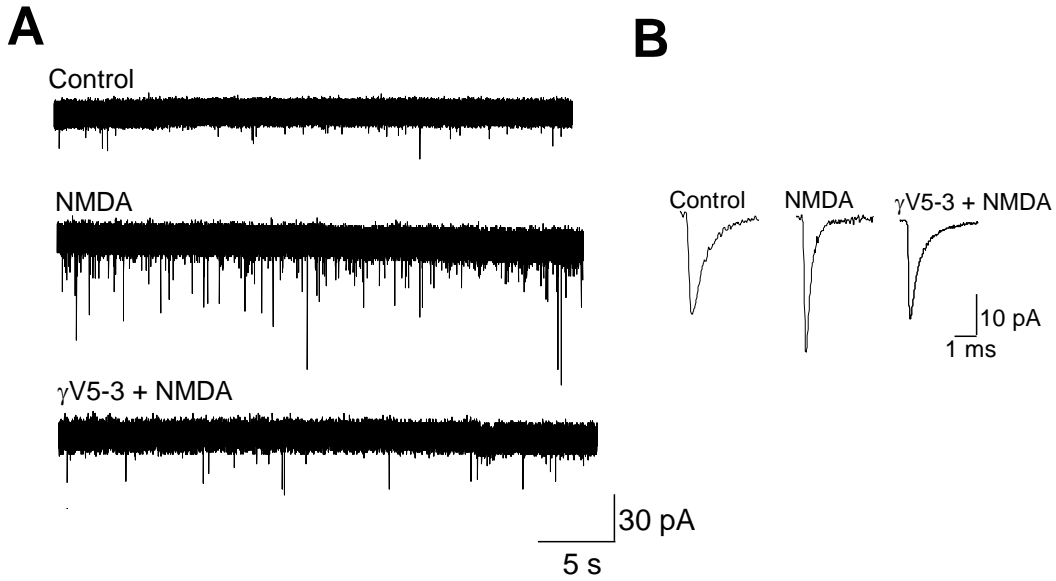 A
B
Control
NMDA
γV5-3 + NMDA
30 pA
5 s
Control
NMDA
γV5-3 + NMDA
10 pA
1 ms